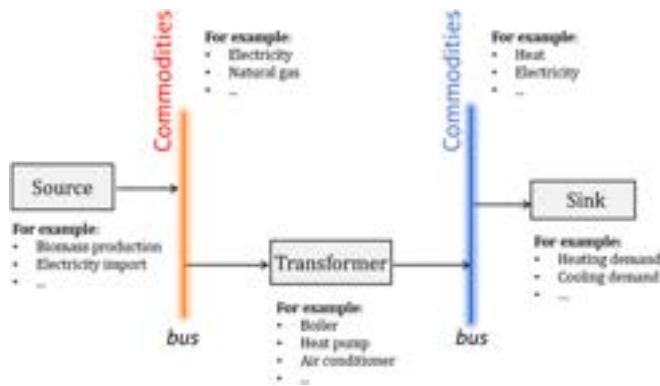 Commodities
For example:
• Electricity
• Natural gas
• ...
Commodities
For example:
• Heat
• Electricity
• ...
Source
For example:
• Biomass production
• Electricity import
• ...
Transformer
For example:
• Boiler
• Heat pump
• Air conditioner
• ...
Sink
For example:
• Heating demand
• Cooling demand
• ...
bus
bus